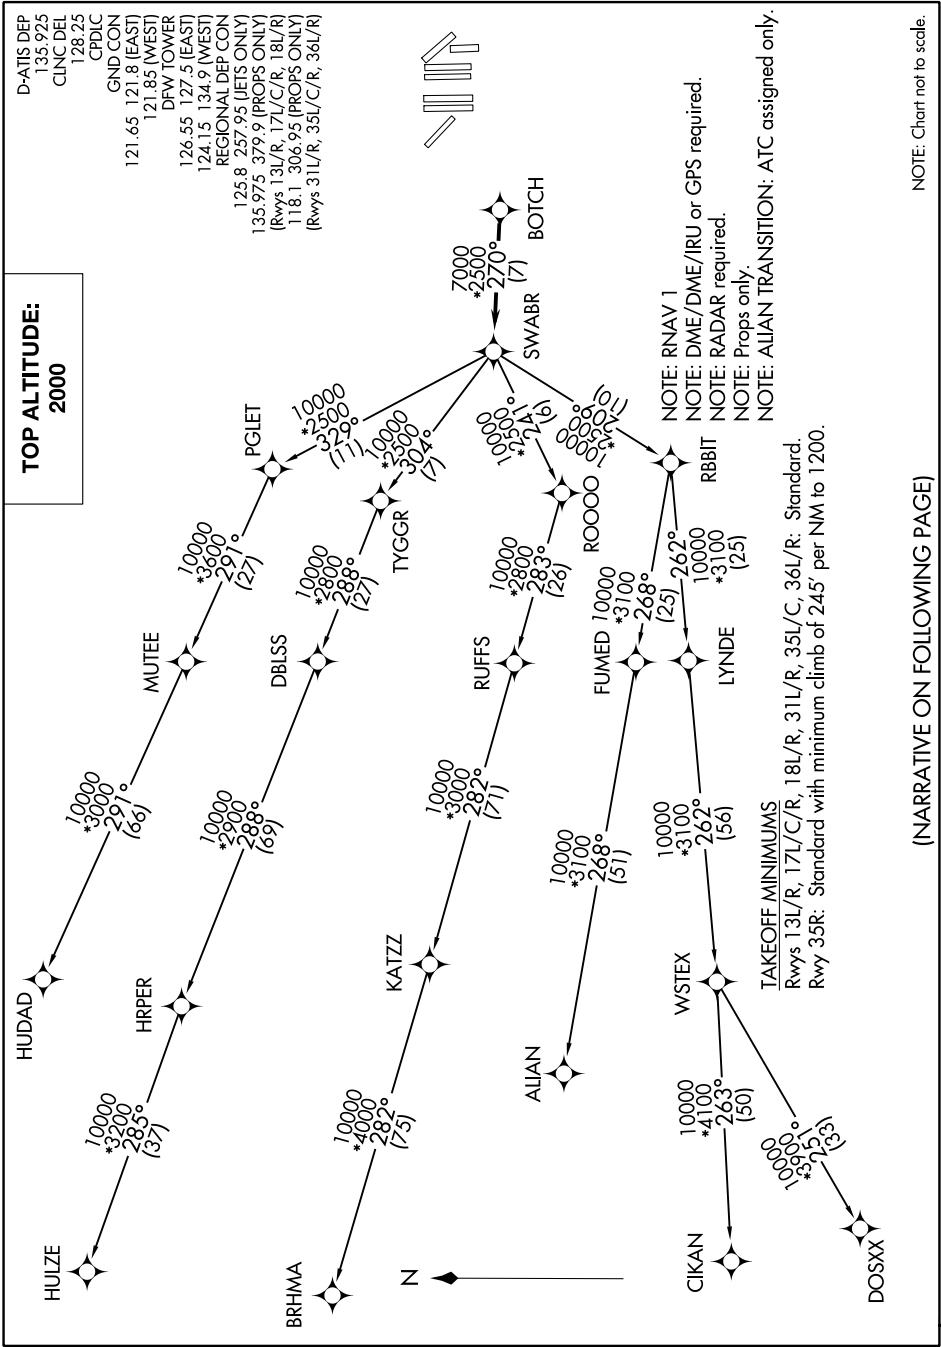 D-ATIS DEP
135.925
CLNC DEL
128.25
CPDLC
GND CON
121.65 121.8 (EAST)
121.85 (WEST)
DFW TOWER
126.55 127.5 (EAST)
124.15 134.9 (WEST)
REGIONAL DEP CON
125.8 257.95 (JETS ONLY)
135.975 379.9 (PROPS ONLY)
(Rwys 13L/R, 17L/C/R, 18L/R)
118.1 306.95 (PROPS ONLY)
(Rwys 31L/R, 35L/C/R, 36L/R)
TOP ALTITUDE:
2000
HULZE
10000
*3200
285°
(37)
HRPER
10000
*2900
288°
(69)
DBLSS
10000
*2800
288°
(27)
TYGGR
10000
*2500
304°
(7)
HUDAD
10000
*3000
291°
(66)
MUTEE
10000
*3600
291°
(27)
PGLET
10000
*2500
329°
(11)
BRHMA
10000
*4000
282°
(75)
KATZZ
10000
*3000
282°
(71)
RUFFS
10000
*2800
283°
(26)
ROOOO
10000
*2500
241°
(9)
SWABR
7000
*2500
270°
(7)
BOTCH
ALIAN
10000
*3100
268°
(51)
FUMED
10000
*3100
268°
(25)
RBBIT
10000
*2500
209°
(10)
CIKAN
10000
*4100
263°
(50)
WSTEX
10000
*3100
262°
(56)
LYNDE
262°
10000
*3100
(25)
DOSXX
10000
*3900
251°
(33)
N
NOTE: RNAV 1
NOTE: DME/DME/IRU or GPS required.
NOTE: RADAR required.
NOTE: Props only.
NOTE: ALIAN TRANSITION: ATC assigned only.
TAKEOFF MINIMUMS
Rwys 13L/R, 17L/C/R, 18L/R, 31L/R, 35L/C, 36L/R: Standard.
Rwy 35R: Standard with minimum climb of 245' per NM to 1200.
(NARRATIVE ON FOLLOWING PAGE)
NOTE: Chart not to scale.